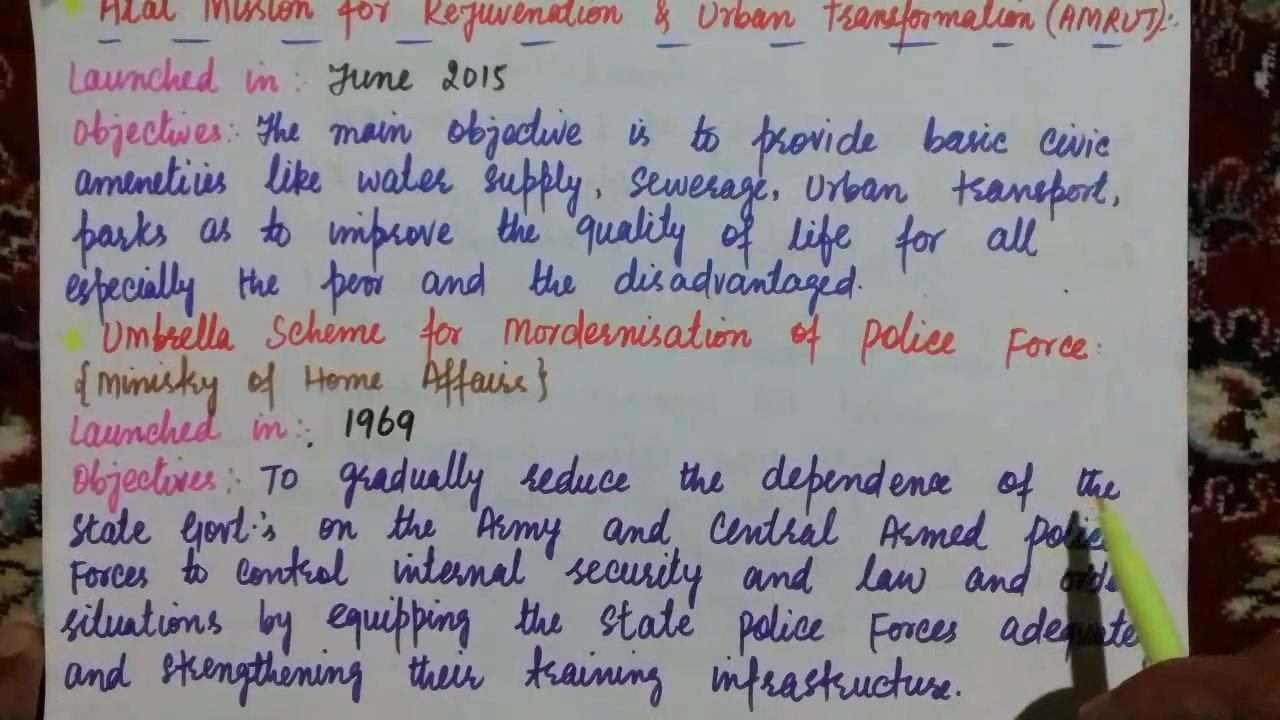 Atal Mission for Rejuvenation & Urban Transformation (AMRUT):-
Launched in:- June 2015
Objectives:- The main objective is to provide basic civic
ameneties like water supply, sewerage, urban transport,
parks as to improve the quality of life for all
especially the poor and the disadvantaged.
Umbrella Scheme for Mordernisation of Police Force:
{Ministry of Home Affairs}
Launched in:- 1969
Objectives:- To gradually reduce the dependence of the
State Govt.'s on the Army and Central Armed Police
Forces to control internal security and law and order
situations by equipping the State Police Forces adequate
and strengthening their training infrastructure.